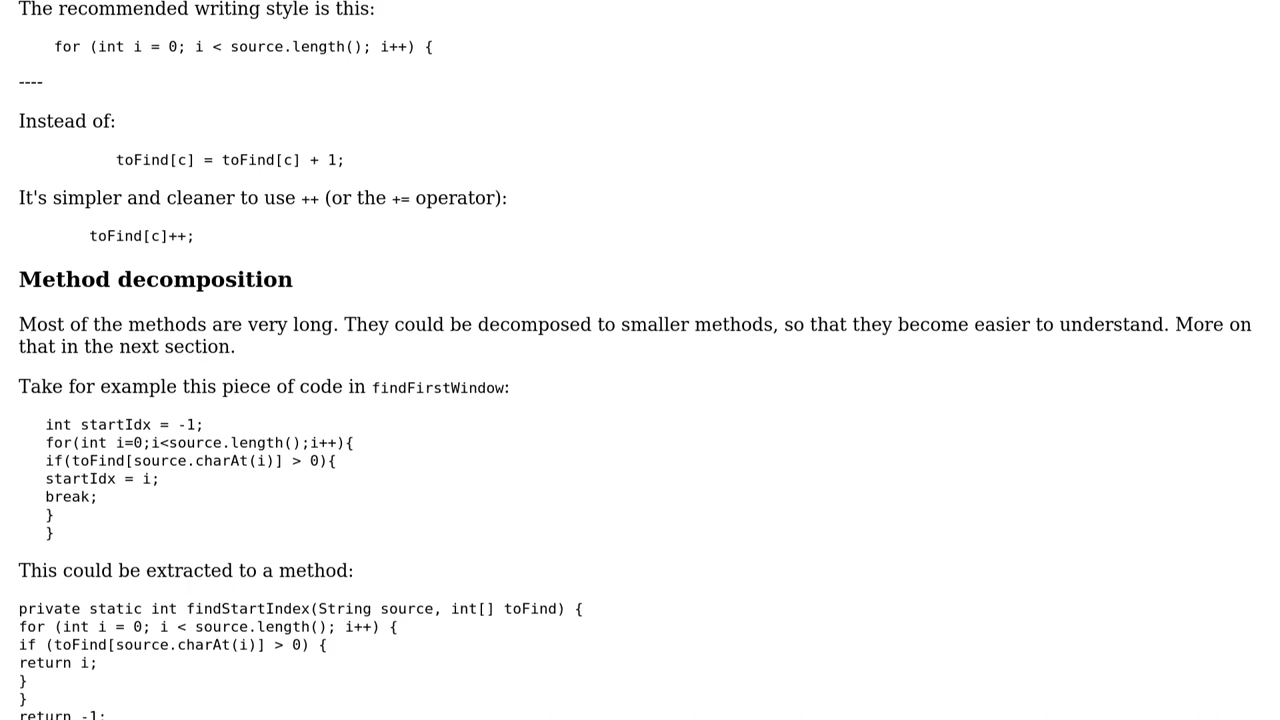 The recommended writing style is this:
for (int i = 0; i < source.length(); i++) {
----
Instead of:
toFind[c] = toFind[c] + 1;
It's simpler and cleaner to use ++ (or the += operator):
toFind[c]++;
Method decomposition
Most of the methods are very long. They could be decomposed to smaller methods, so that they become easier to understand. More on
that in the next section.
Take for example this piece of code in findFirstWindow:
int startIdx = -1;
for(int i=0;i<source.length();i++){
if(toFind[source.charAt(i)] > 0){
startIdx = i;
break;
}
}
This could be extracted to a method:
private static int findStartIndex(String source, int[] toFind) {
for (int i = 0; i < source.length(); i++) {
if (toFind[source.charAt(i)] > 0) {
return i;
}
}
return -1;